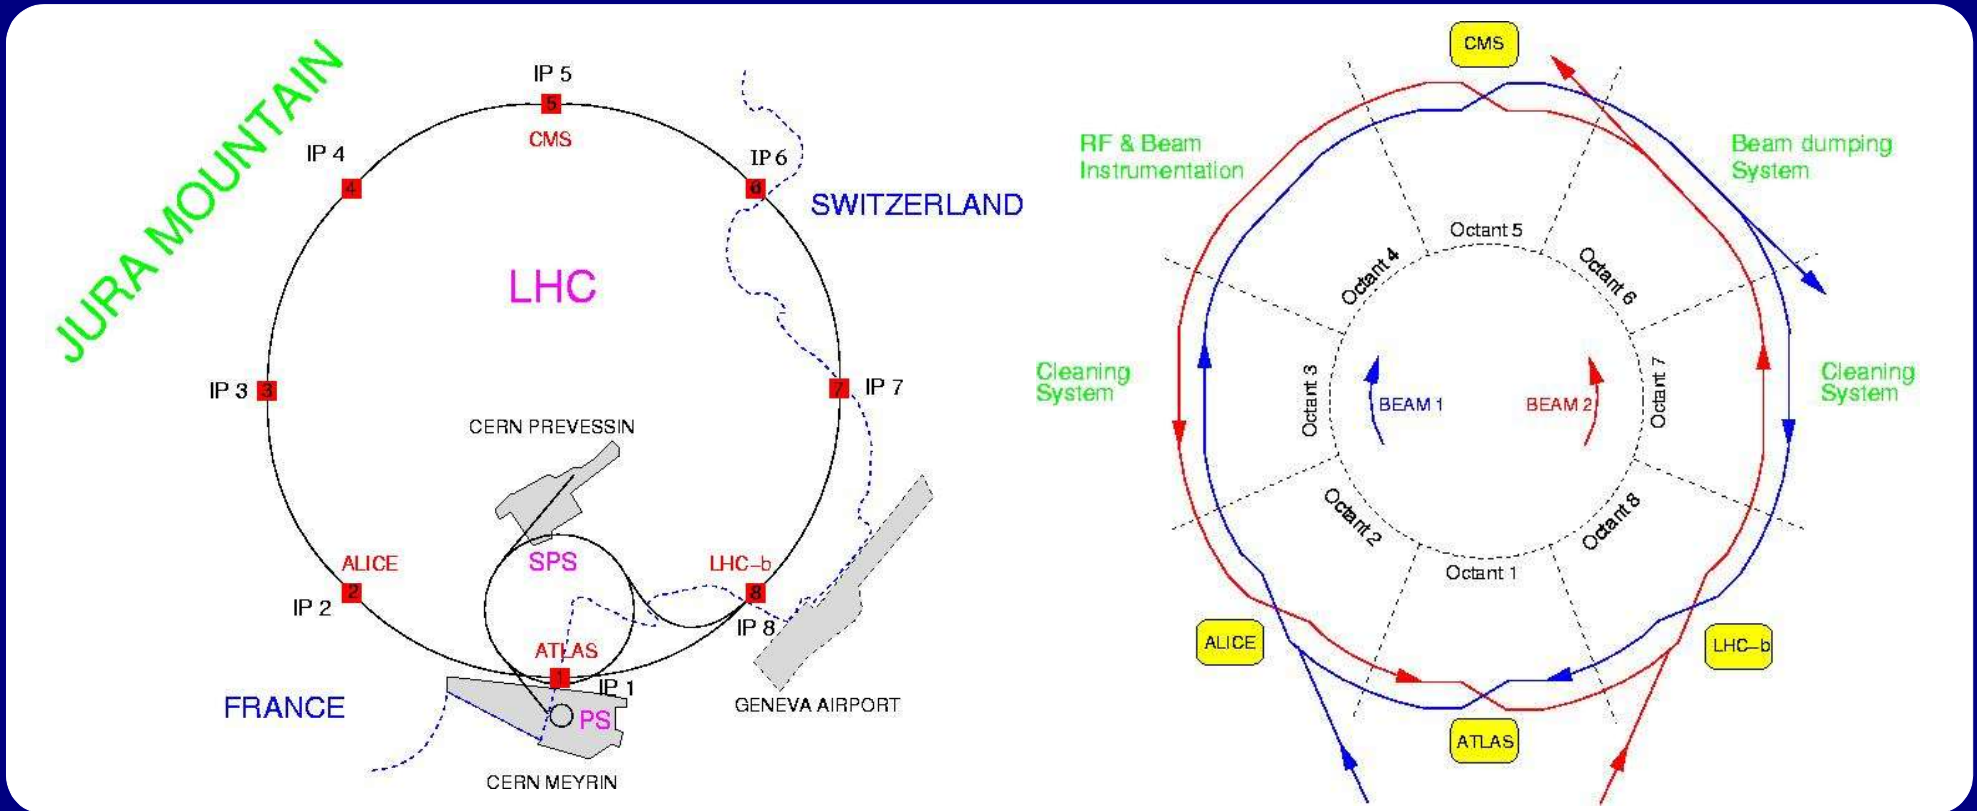 JURA MOUNTAIN
IP 5
5
CMS
IP 4
4
IP 6
6
SWITZERLAND
LHC
IP 3
3
7
IP 7
CERN PREVESSIN
SPS
ALICE
2
IP 2
LHC-b
8
IP 8
ATLAS
1
IP 1
FRANCE
PS
GENEVA AIRPORT
CERN MEYRIN
CMS
RF & Beam
Instrumentation
Beam dumping
System
Octant 5
Octant 4
Octant 6
Cleaning
System
Octant 3
BEAM 1
BEAM 2
Octant 7
Cleaning
System
Octant 2
Octant 8
Octant 1
ALICE
LHC-b
ATLAS